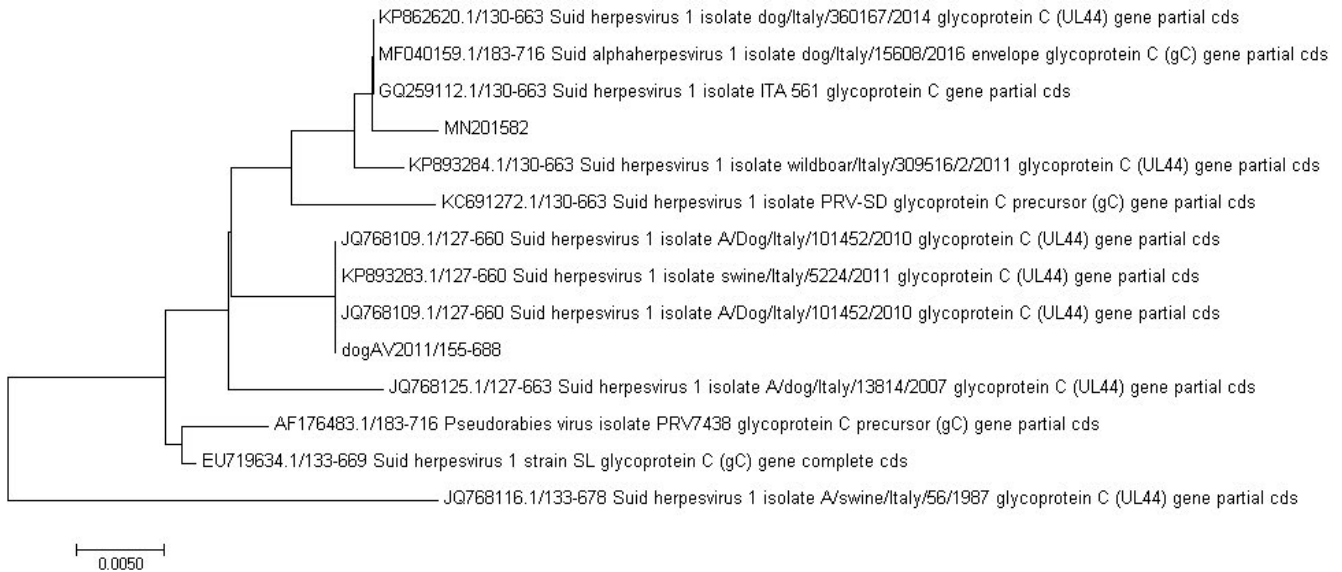 KP862620.1/130-663 Suid herpesvirus 1 isolate dog/Italy/360167/2014 glycoprotein C (UL44) gene partial cds
MF040159.1/183-716 Suid alphaherpesvirus 1 isolate dog/Italy/15608/2016 envelope glycoprotein C (gC) gene partial cds
GQ259112.1/130-663 Suid herpesvirus 1 isolate ITA 561 glycoprotein C gene partial cds
MN201582
KP893284.1/130-663 Suid herpesvirus 1 isolate wildboar/Italy/309516/2/2011 glycoprotein C (UL44) gene partial cds
KC691272.1/130-663 Suid herpesvirus 1 isolate PRV-SD glycoprotein C precursor (gC) gene partial cds
JQ768109.1/127-660 Suid herpesvirus 1 isolate A/Dog/Italy/101452/2010 glycoprotein C (UL44) gene partial cds
KP893283.1/127-660 Suid herpesvirus 1 isolate swine/Italy/5224/2011 glycoprotein C (UL44) gene partial cds
JQ768109.1/127-660 Suid herpesvirus 1 isolate A/Dog/Italy/101452/2010 glycoprotein C (UL44) gene partial cds
dogAV2011/155-688
JQ768125.1/127-663 Suid herpesvirus 1 isolate A/dog/Italy/13814/2007 glycoprotein C (UL44) gene partial cds
AF176483.1/183-716 Pseudorabies virus isolate PRV7438 glycoprotein C precursor (gC) gene partial cds
EU719634.1/133-669 Suid herpesvirus 1 strain SL glycoprotein C (gC) gene complete cds
JQ768116.1/133-678 Suid herpesvirus 1 isolate A/swine/Italy/56/1987 glycoprotein C (UL44) gene partial cds
0.0050